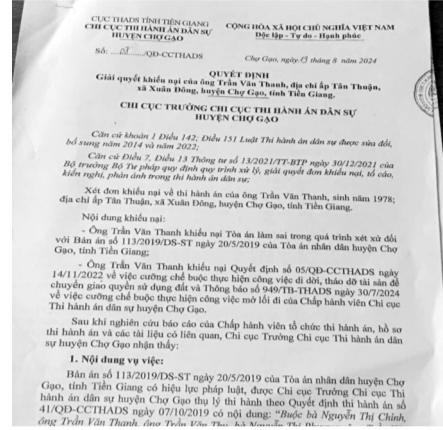 CỤC THADS TỈNH TIỀN GIANG
CHI CỤC THI HÀNH ÁN DÂN SỰ
HUYỆN CHỢ GẠO
CỘNG HÒA XÃ HỘI CHỦ NGHĨA VIỆT NAM
Độc lập - Tự do - Hạnh phúc
Số: 03 /QĐ-CCTHADS
Chợ Gạo, ngày 13 tháng 8 năm 2024
QUYẾT ĐỊNH
Giải quyết khiếu nại của ông Trần Văn Thanh, địa chỉ ấp Tân Thuận,
xã Xuân Đông, huyện Chợ Gạo, tỉnh Tiền Giang.
CHI CỤC TRƯỞNG CHI CỤC THI HÀNH ÁN DÂN SỰ
HUYỆN CHỢ GẠO
Căn cứ khoản 1 Điều 142; Điều 151 Luật Thi hành án dân sự được sửa đổi,
bổ sung năm 2014 và năm 2022;
Căn cứ Điều 7, Điều 13 Thông tư số 13/2021/TT-BTP ngày 30/12/2021 của
Bộ trưởng Bộ Tư pháp quy định quy trình xử lý, giải quyết đơn khiếu nại, tố cáo,
kiến nghị, phản ánh trong thi hành án dân sự;
Xét đơn khiếu nại về thi hành án của ông Trần Văn Thanh, sinh năm 1978;
địa chỉ ấp Tân Thuận, xã Xuân Đông, huyện Chợ Gạo, tỉnh Tiền Giang.
Nội dung khiếu nại:
- Ông Trần Văn Thanh khiếu nại Tòa án làm sai trong quá trình xét xử đối
với Bản án số 113/2019/DS-ST ngày 20/5/2019 của Tòa án nhân dân huyện Chợ
Gạo, tỉnh Tiền Giang;
- Ông Trần Văn Thanh khiếu nại Quyết định số 05/QĐ-CCTHADS ngày
14/11/2022 về việc cưỡng chế buộc thực hiện công việc di dời, tháo dỡ tài sản để
chuyển giao quyền sử dụng đất và Thông báo số 949/TB-THADS ngày 30/7/2024
về việc cưỡng chế buộc thực hiện công việc mở lối đi của Chấp hành viên Chi cục
Thi hành án dân sự huyện Chợ Gạo.
Sau khi nghiên cứu báo cáo của Chấp hành viên tổ chức thi hành án, hồ sơ
thi hành án và các tài liệu có liên quan, Chi cục Trưởng Chi cục Thi hành án dân
sự huyện Chợ Gạo nhận thấy:
1. Nội dung vụ việc:
Bản án số 113/2019/DS-ST ngày 20/5/2019 của Tòa án nhân dân huyện Chợ
Gạo, tỉnh Tiền Giang có hiệu lực pháp luật, được Chi cục Trưởng Chi cục Thi
hành án dân sự huyện Chợ Gạo thụ lý thi hành theo Quyết định thi hành án số
41/QĐ-CCTHADS ngày 07/10/2019 có nội dung: "Buộc bà Nguyễn Thị Chính,
ông Trần Văn Thanh, ông Trần Văn